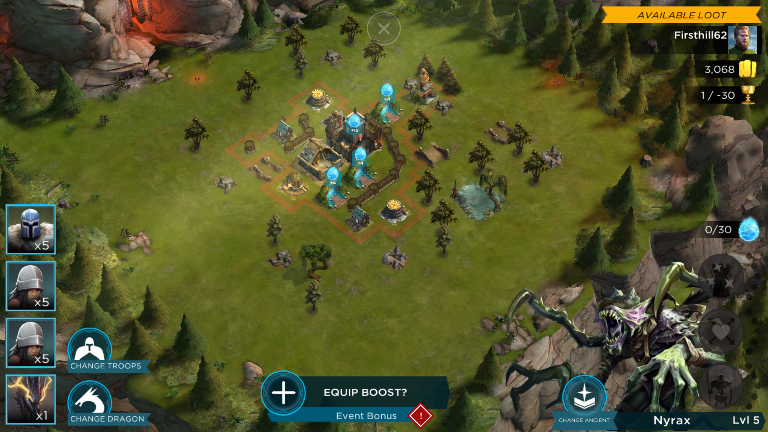 AVAILABLE LOOT
Firsthill62
3,068
1 / -30
0/30
x5
x5
x5
x1
CHANGE TROOPS
CHANGE DRAGON
EQUIP BOOST?
Event Bonus
!
CHANGE ANCIENT
Nyrax
Lvl 5